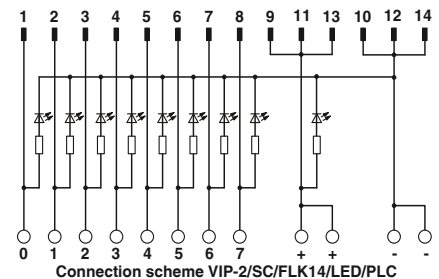 1 2 3 4 5 6 7 8 9 11 13 10 12 14
0 1 2 3 4 5 6 7 + + - -
Connection scheme VIP-2/SC/FLK14/LED/PLC